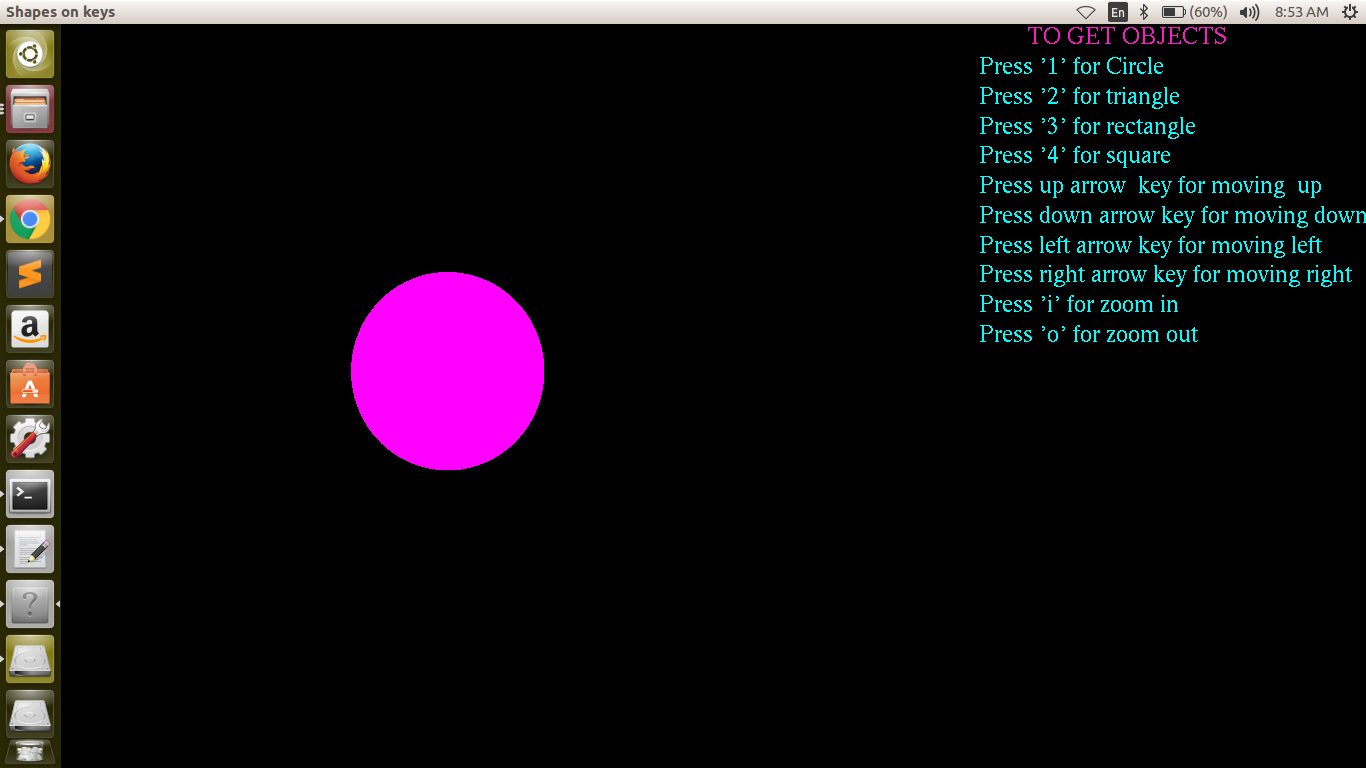 Shapes on keys
En
(60%)
8:53 AM
TO GET OBJECTS
Press ’1’ for Circle
Press ’2’ for triangle
Press ’3’ for rectangle
Press ’4’ for square
Press up arrow  key for moving  up
Press down arrow key for moving down
Press left arrow key for moving left
Press right arrow key for moving right
Press ’i’ for zoom in
Press ’o’ for zoom out
a
A
>_
?